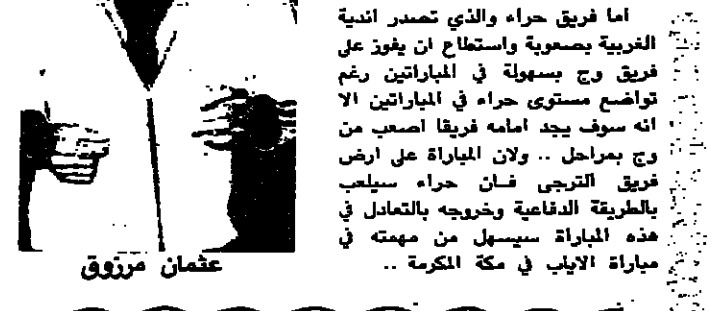 اما فريق حراء والذي تصدر اندية
الغربية بصعوبة واستطاع ان يفوز على
فريق وج بسهولة في المباراتين رغم
تواضع مستوى حراء في المباراتين الا
انه سوف يجد امامه فريقا اصعب من
وج بمراحل .. ولان المباراة على ارض
فريق الترجى فان حراء سيلعب
بالطريقة الدفاعية وخروجه بالتعادل في
هذه المباراة سيسهل من مهمته في
مباراة الاياب في مكة المكرمة ..
عثمان مرزوق